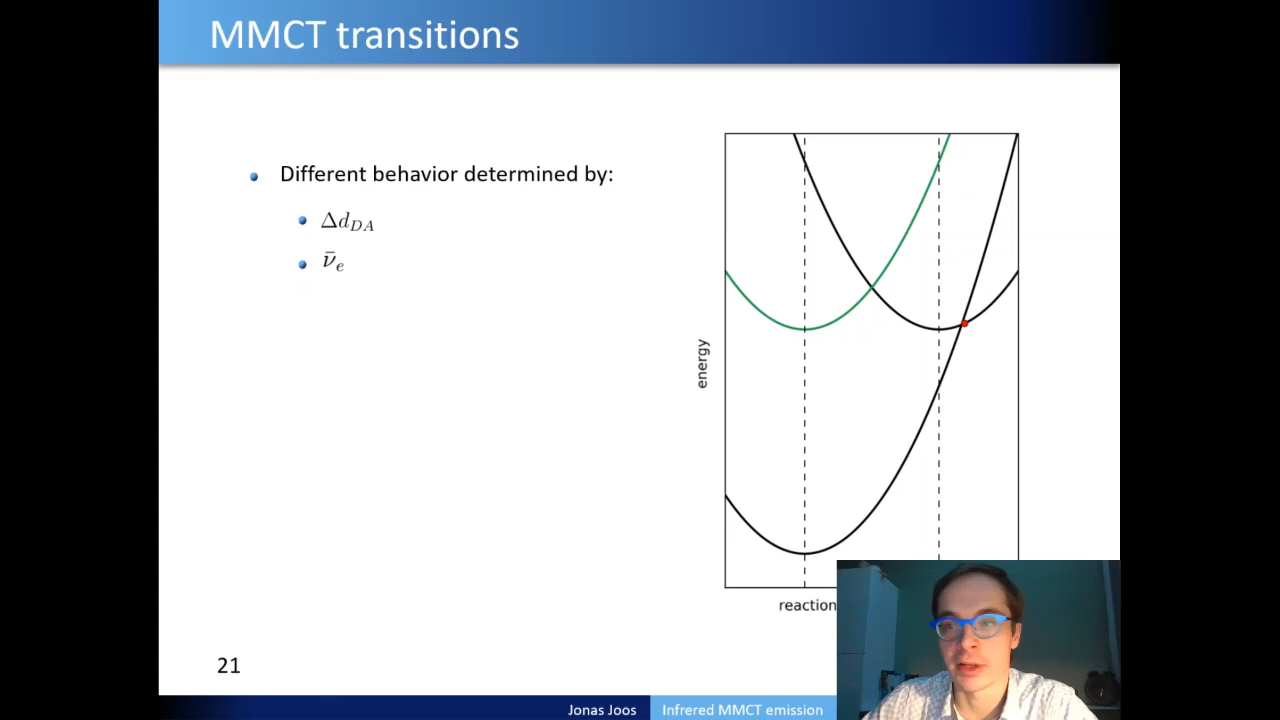 MMCT transitions
Different behavior determined by:
Δd_DA
ν̄_e
energy
reaction
21
Jonas Joos
Infrered MMCT emission